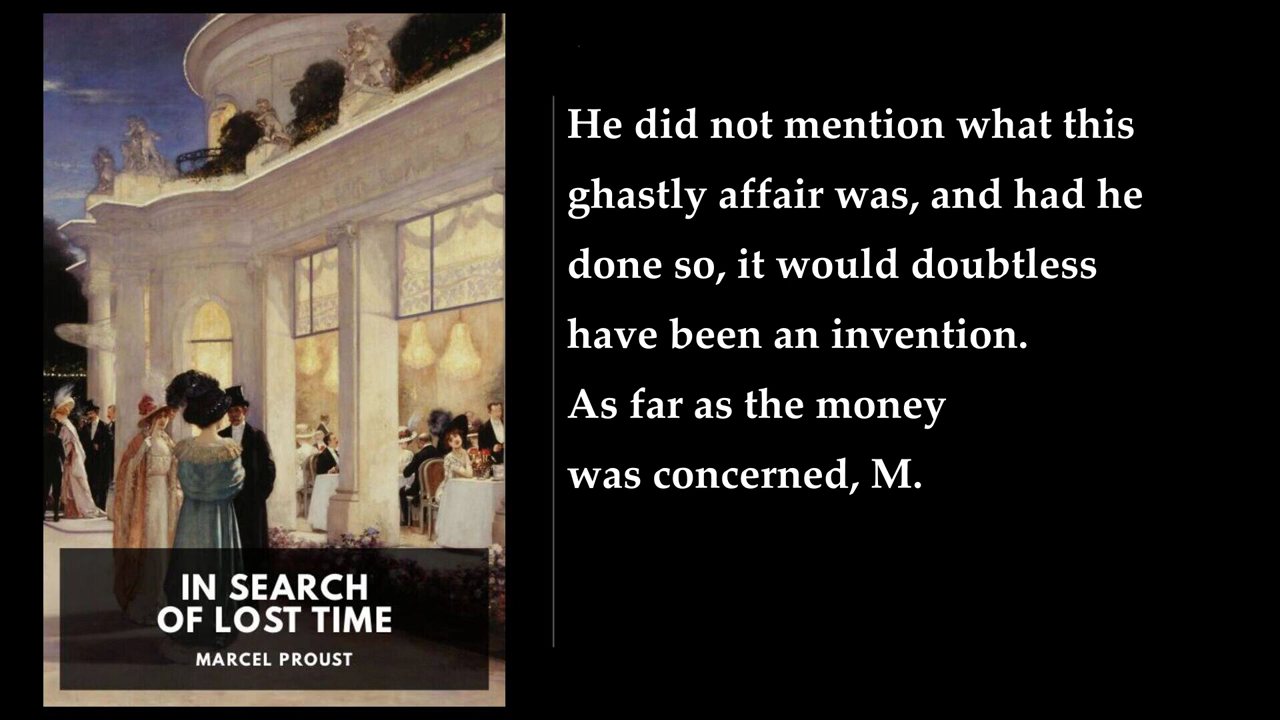 IN SEARCH
OF LOST TIME
MARCEL PROUST
He did not mention what this
ghastly affair was, and had he
done so, it would doubtless
have been an invention.
As far as the money
was concerned, M.